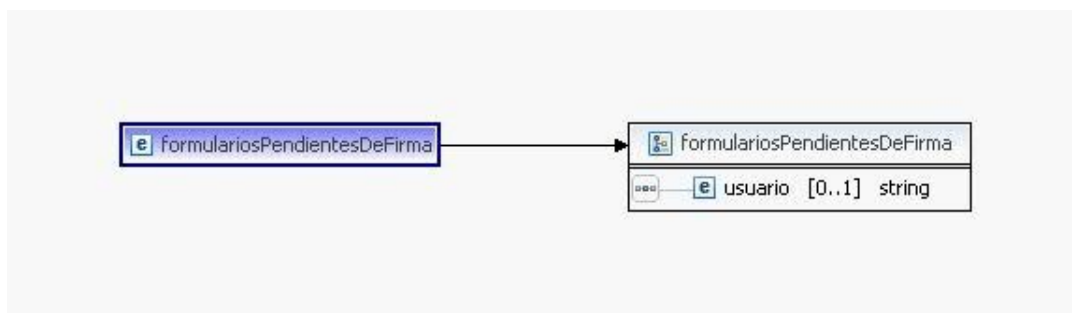 e formulariosPendientesDeFirma
formulariosPendientesDeFirma
e usuario [0..1] string